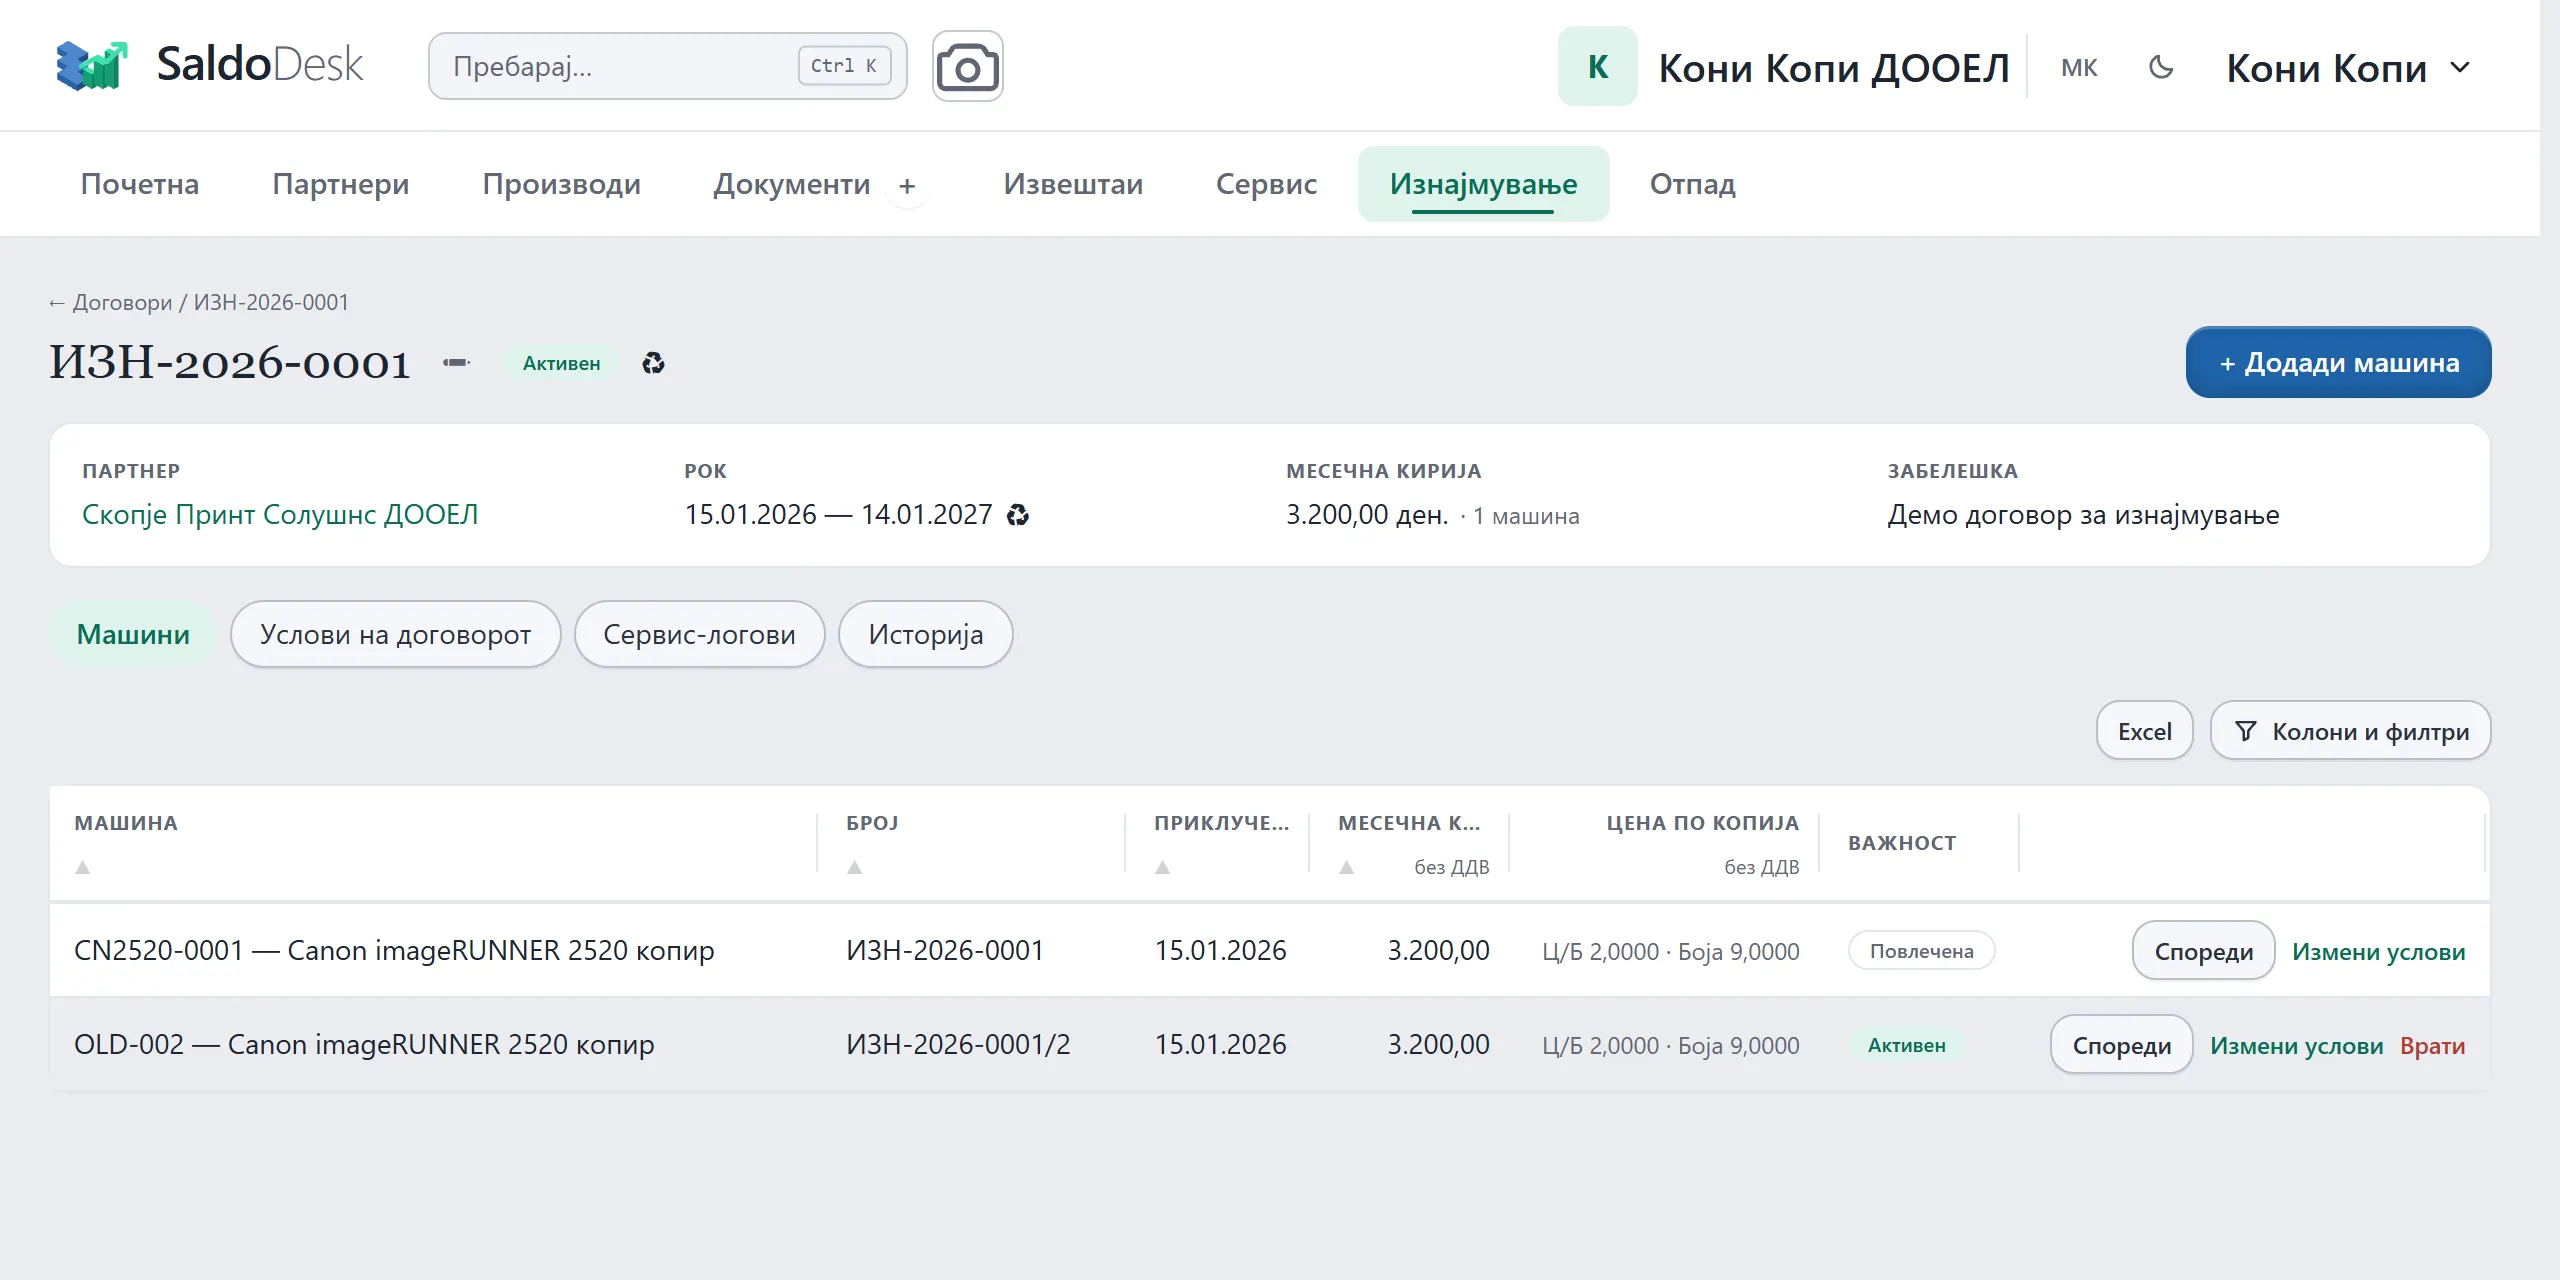 SaldoDesk
Пребарај...
Ctrl K
К
Кони Копи ДООЕЛ
МК
Кони Копи
Почетна
Партнери
Производи
Документи +
Извештаи
Сервис
Изнајмување
Отпад
← Договори / ИЗН-2026-0001
ИЗН-2026-0001
Активен
+ Додади машина
ПАРТНЕР
Скопје Принт Солушнс ДООЕЛ
РОК
15.01.2026 — 14.01.2027
МЕСЕЧНА КИРИЈА
3.200,00 ден. · 1 машина
ЗАБЕЛЕШКА
Демо договор за изнајмување
Машини
Услови на договорот
Сервис-логови
Историја
Excel
Колони и филтри
МАШИНА
БРОЈ
ПРИКЛУЧЕ...
МЕСЕЧНА К...
без ДДВ
ЦЕНА ПО КОПИЈА
без ДДВ
ВАЖНОСТ
CN2520-0001 — Canon imageRUNNER 2520 копир
ИЗН-2026-0001
15.01.2026
3.200,00
Ц/Б 2,0000 · Боја 9,0000
Повлечена
Спореди
Измени услови
OLD-002 — Canon imageRUNNER 2520 копир
ИЗН-2026-0001/2
15.01.2026
3.200,00
Ц/Б 2,0000 · Боја 9,0000
Активен
Спореди
Измени услови
Врати